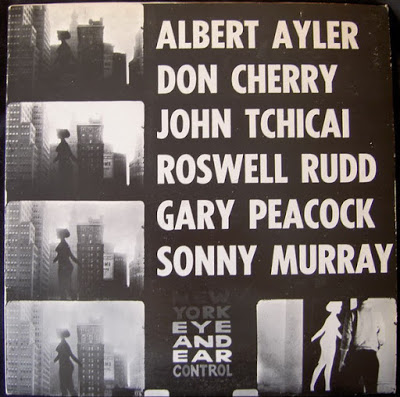 ALBERT AYLER
DON CHERRY
JOHN TCHICAI
ROSWELL RUDD
GARY PEACOCK
SONNY MURRAY
NEW
YORK
EYE
AND
EAR
CONTROL